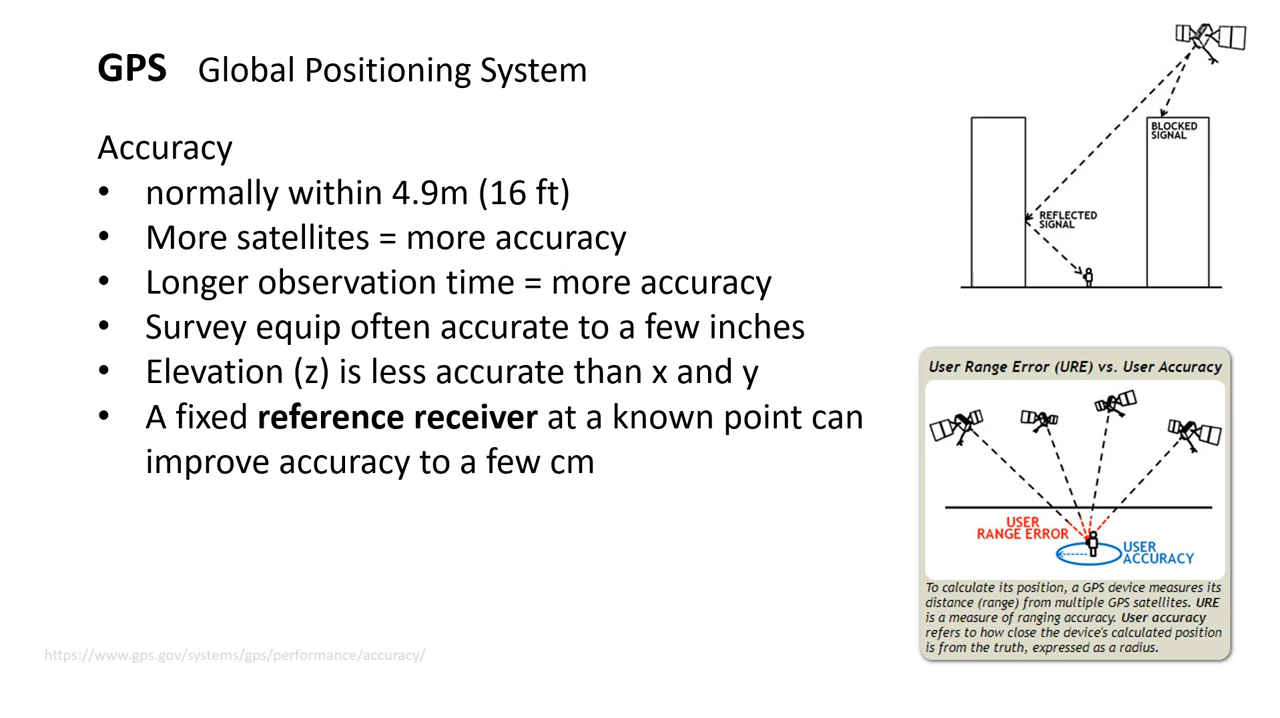 GPS Global Positioning System
Accuracy
• normally within 4.9m (16 ft)
• More satellites = more accuracy
• Longer observation time = more accuracy
• Survey equip often accurate to a few inches
• Elevation (z) is less accurate than x and y
• A fixed reference receiver at a known point can
improve accuracy to a few cm
https://www.gps.gov/systems/gps/performance/accuracy/
BLOCKED
SIGNAL
REFLECTED
SIGNAL
User Range Error (URE) vs. User Accuracy
USER
RANGE ERROR
USER
ACCURACY
To calculate its position, a GPS device measures its
distance (range) from multiple GPS satellites. URE
is a measure of ranging accuracy. User accuracy
refers to how close the device's calculated position
is from the truth, expressed as a radius.